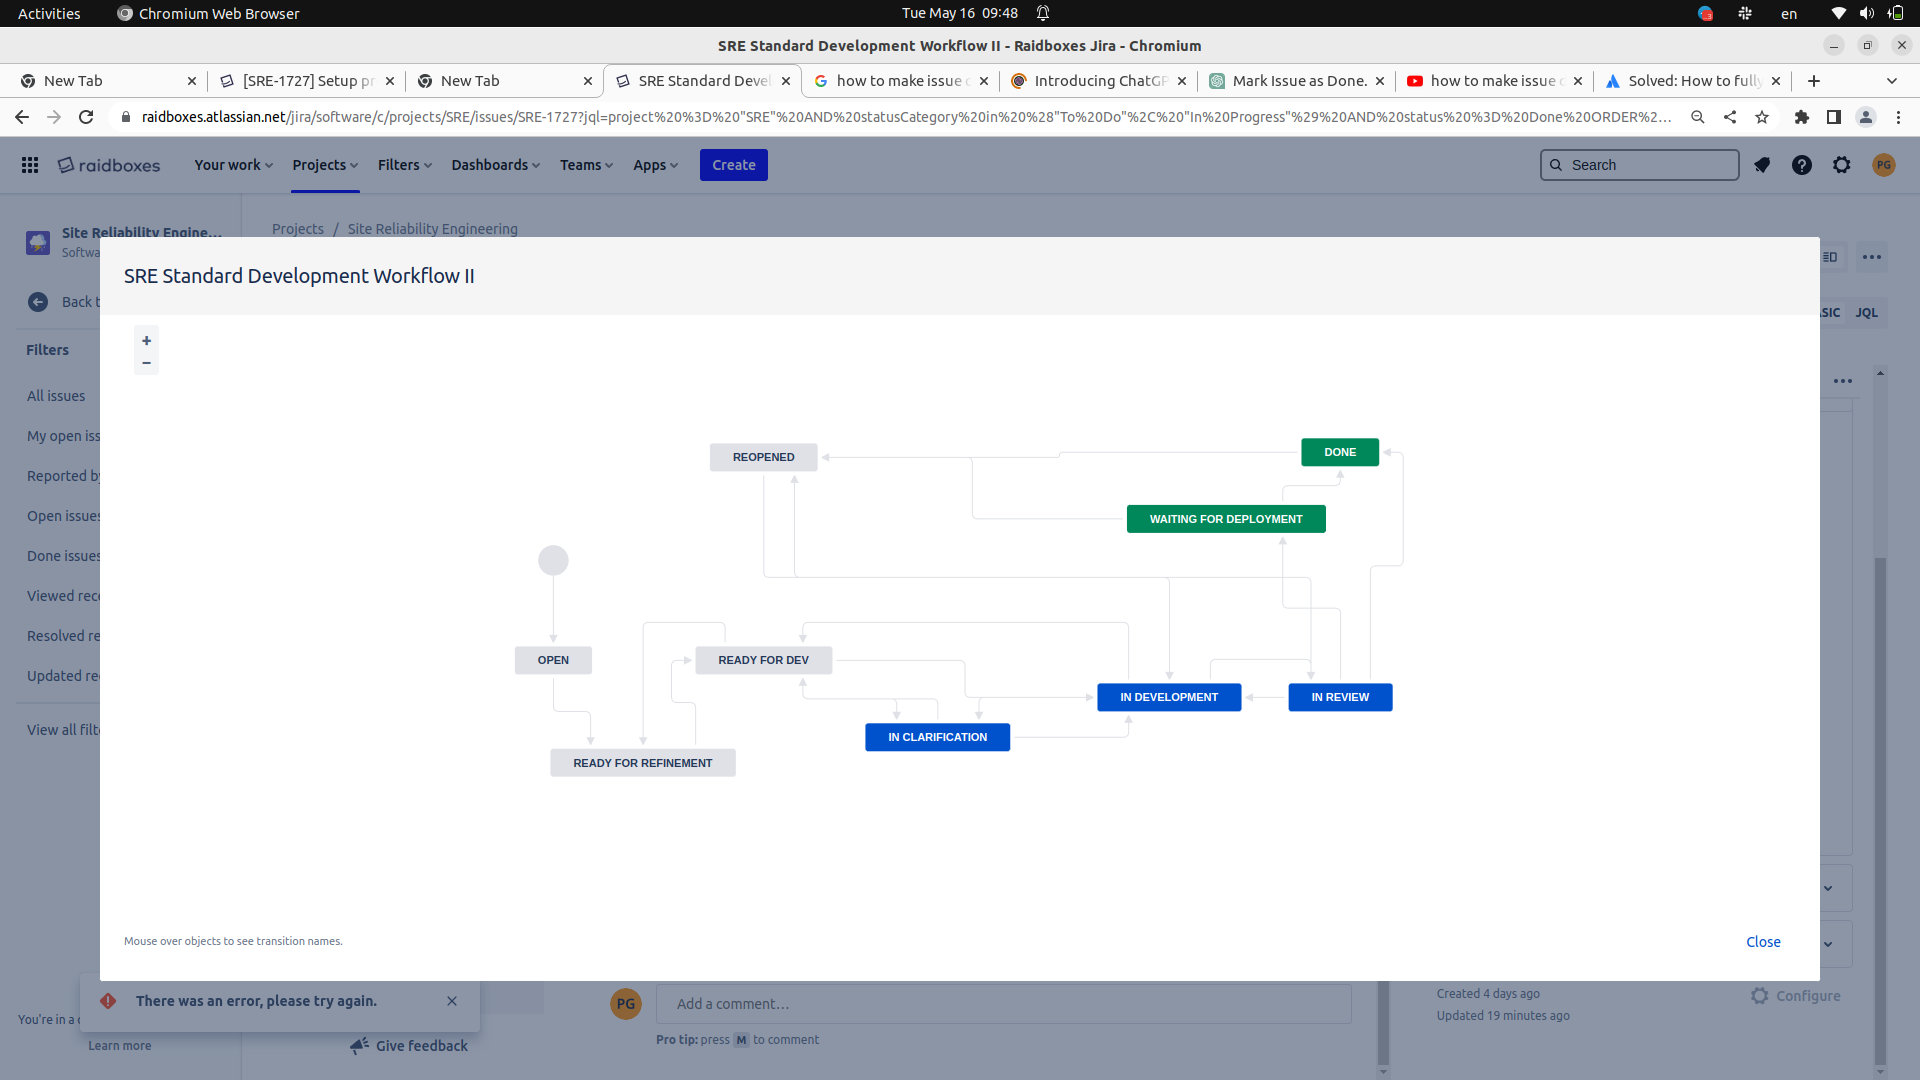 Activities
Chromium Web Browser
Tue May 16 09:48
en
SRE Standard Development Workflow II - Raidboxes Jira - Chromium
New Tab
[SRE-1727] Setup pr
New Tab
SRE Standard Devel
how to make issue
Introducing ChatGP
Mark Issue as Done.
how to make issue
Solved: How to fully
raidboxes.atlassian.net/jira/software/c/projects/SRE/issues/SRE-1727?jql=project%20%3D%20"SRE"%20AND%20statusCategory%20in%20%28"To%20Do"%2C%20"In%20Progress"%29%20AND%20status%20%3D%20Done%20ORDER%2...
raidboxes
Your work
Projects
Filters
Dashboards
Teams
Apps
Create
Search
PG
Site Reliability Engine...
Softwa
Projects / Site Reliability Engineering
Back t
SIC
JQL
Filters
All issues
My open iss
Reported by
Open issues
Done issues
Viewed rece
Resolved re
Updated rec
View all filte
SRE Standard Development Workflow II
+
−
REOPENED
DONE
WAITING FOR DEPLOYMENT
OPEN
READY FOR DEV
IN DEVELOPMENT
IN REVIEW
IN CLARIFICATION
READY FOR REFINEMENT
Mouse over objects to see transition names.
Close
There was an error, please try again.
You're in a
Learn more
Give feedback
PG
Add a comment...
Pro tip: press M to comment
Created 4 days ago
Updated 19 minutes ago
Configure